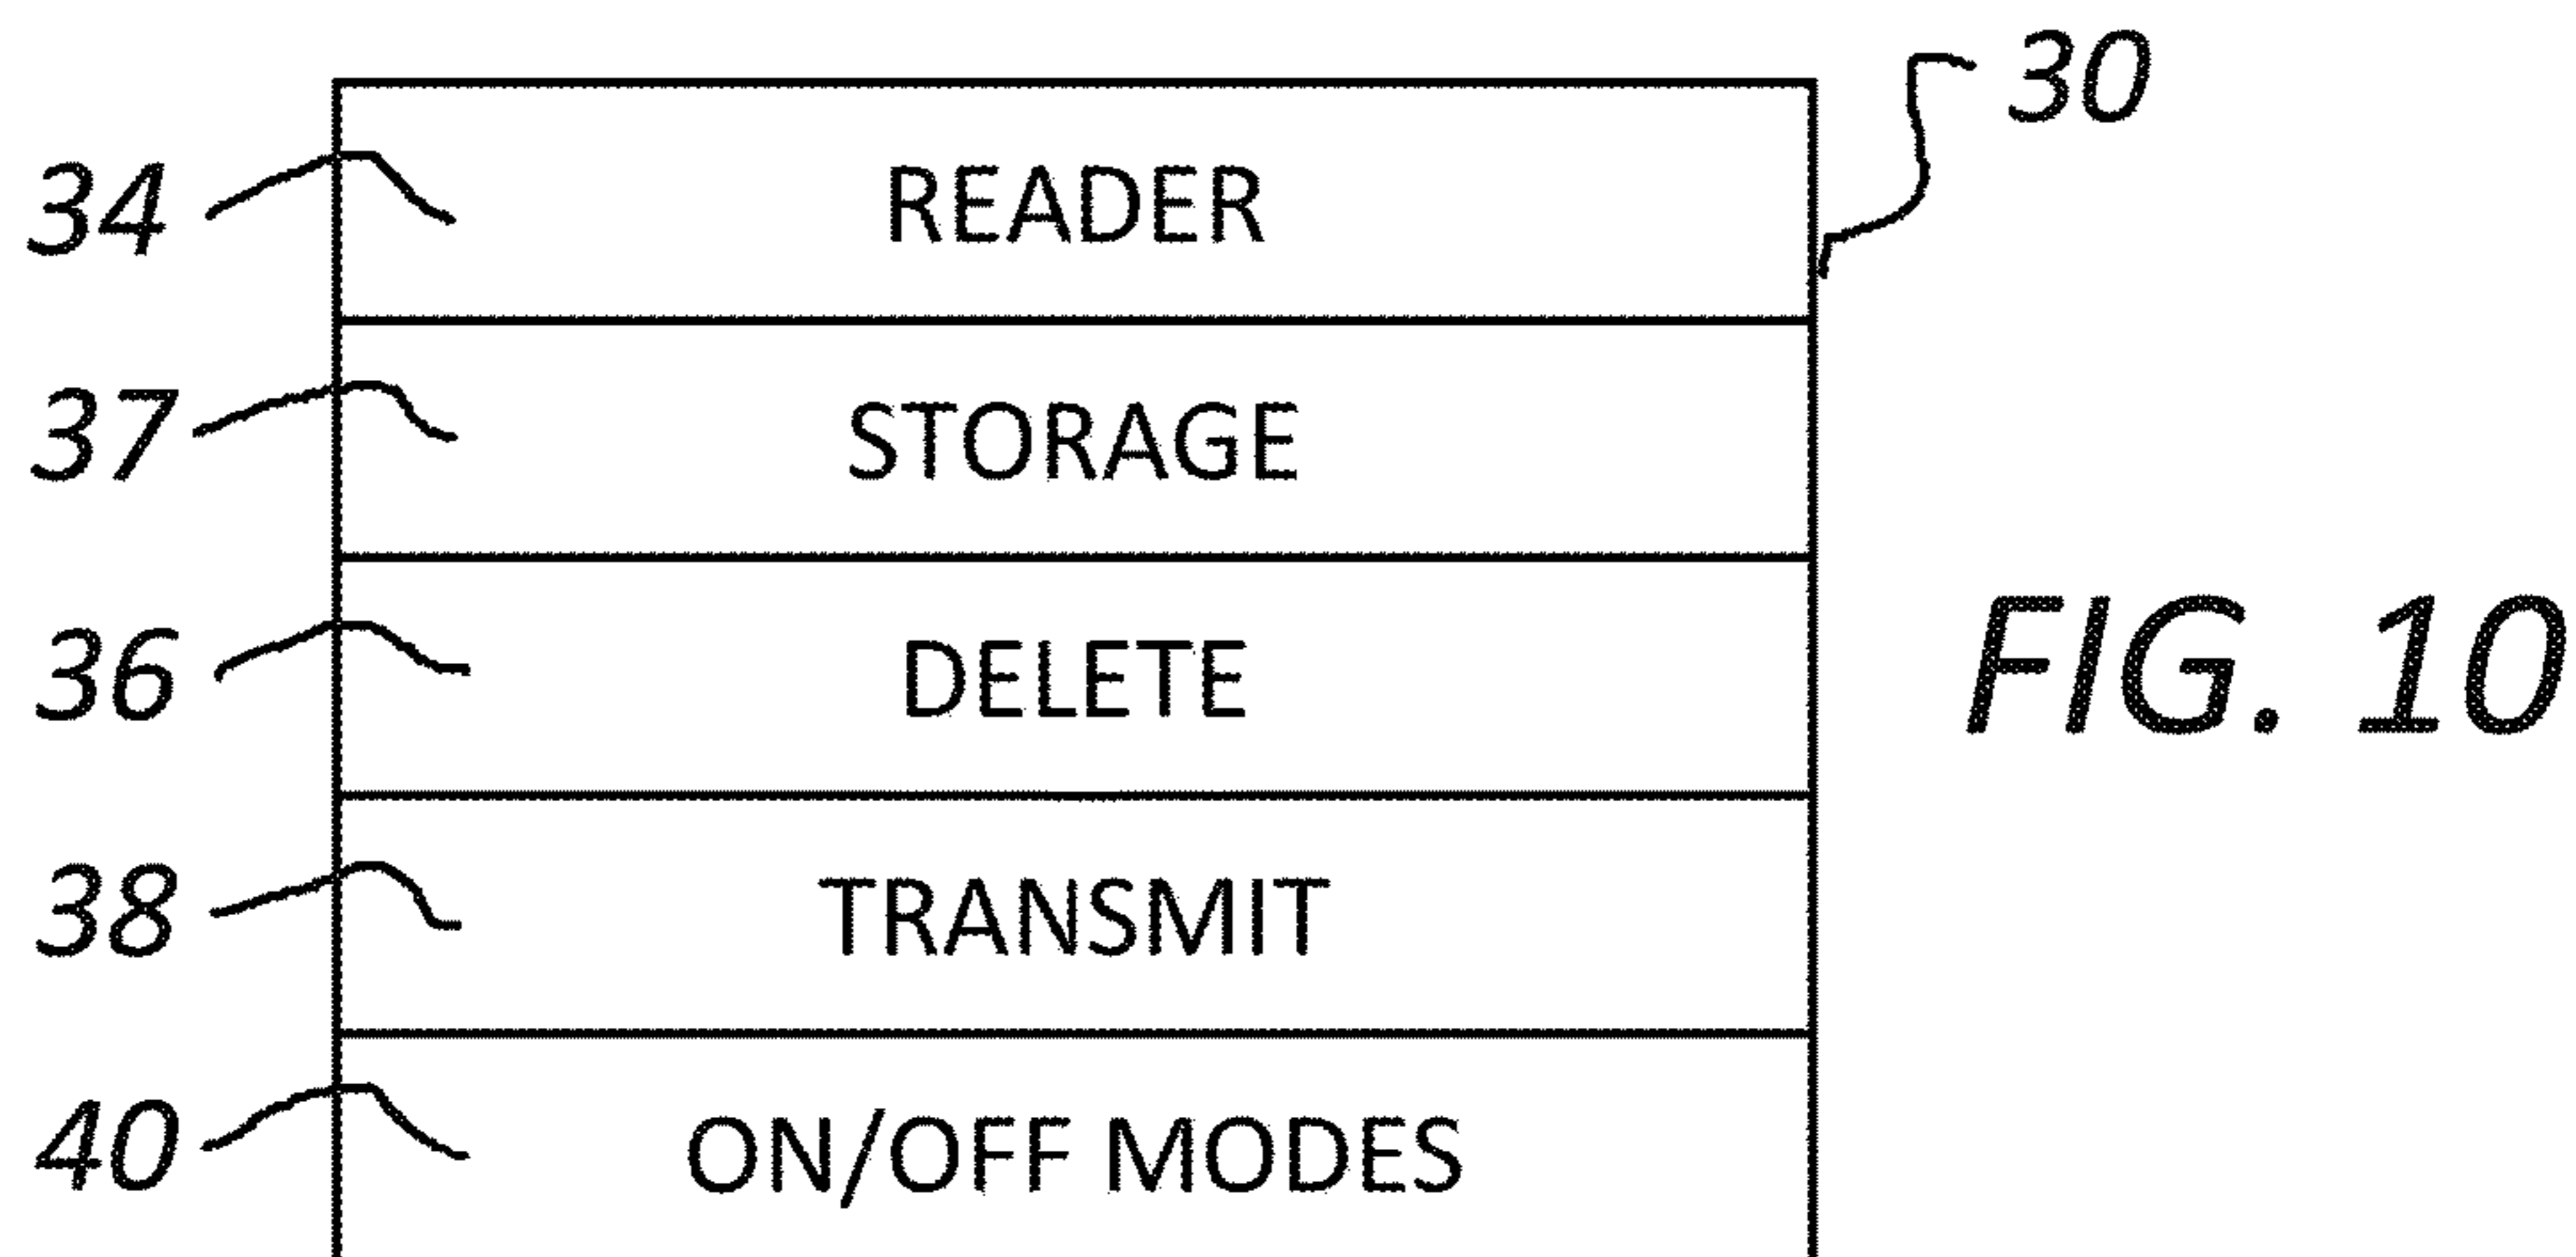 30
34 READER
37 STORAGE
36 DELETE
FIG. 10
38 TRANSMIT
40 ON/OFF MODES